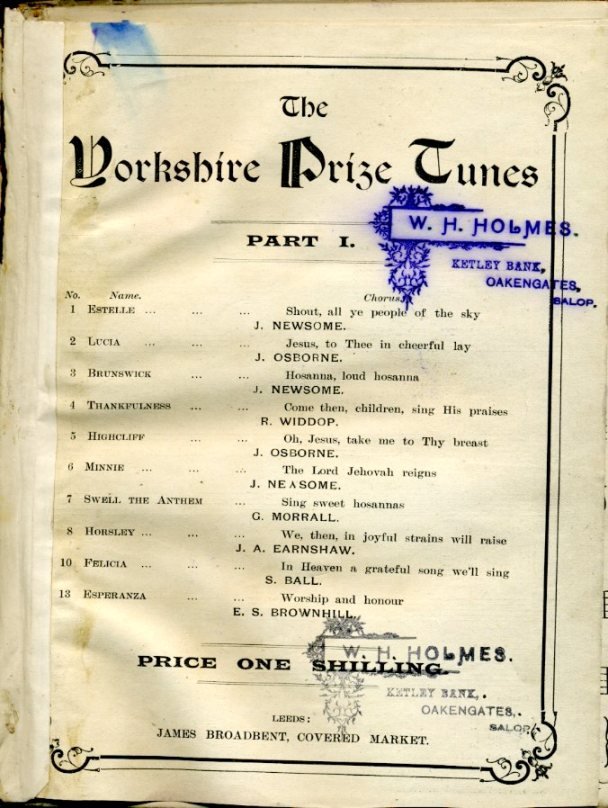 The
Yorkshire Prize Tunes
PART I.
W. H. HOLMES.
KETLEY BANK,
OAKENGATES,
SALOP.
No. Name. Chorus.
1 ESTELLE ... ... ... Shout, all ye people of the sky
J. NEWSOME.
2 LUCIA ... ... ... Jesus, to Thee in cheerful lay
J. OSBORNE.
3 BRUNSWICK ... ... Hosanna, loud hosanna
J. NEWSOME.
4 THANKFULNESS ... ... Come then, children, sing His praises
R. WIDDOP.
5 HIGHCLIFF ... ... Oh, Jesus, take me to Thy breast
J. OSBORNE.
6 MINNIE ... ... ... The Lord Jehovah reigns
J. NEASOME.
7 SWELL THE ANTHEM ... Sing sweet hosannas
G. MORRALL.
8 HORSLEY ... ... ... We, then, in joyful strains will raise
J. A. EARNSHAW.
10 FELICIA ... ... ... In Heaven a grateful song we'll sing
S. BALL.
13 ESPERANZA ... ... Worship and honour
E. S. BROWNHILL.
W. H. HOLMES.
PRICE ONE SHILLING.
KETLEY BANK,.
OAKENGATES,.
SALOP.
LEEDS:
JAMES BROADBENT, COVERED MARKET.